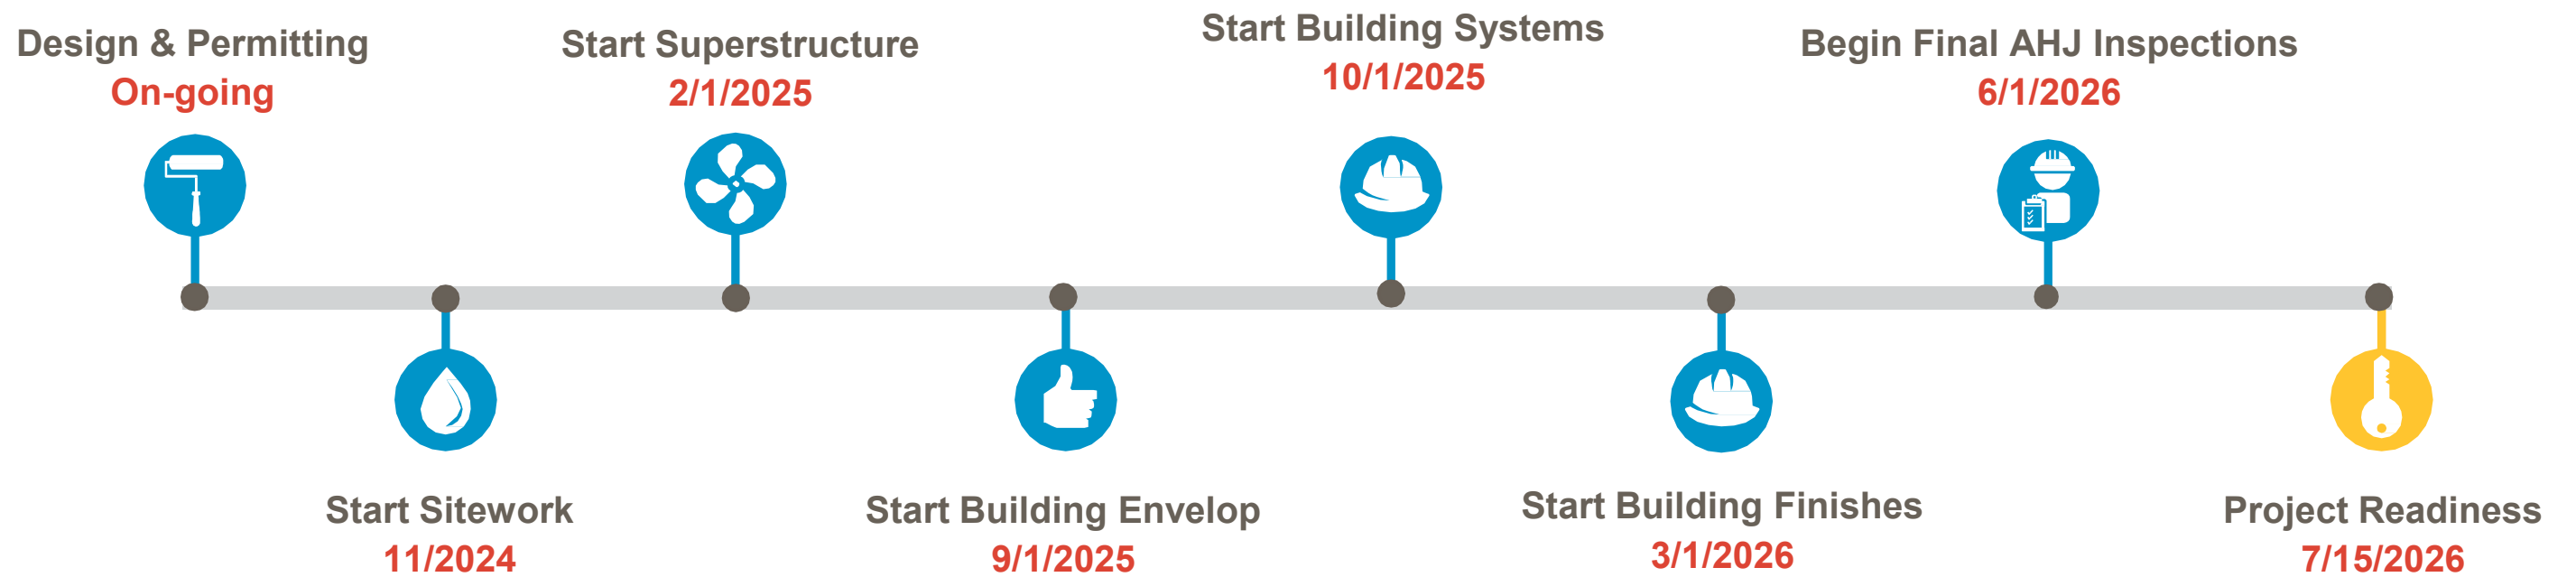 Design & Permitting
On-going
Start Sitework
11/2024
Start Superstructure
2/1/2025
Start Building Envelop
9/1/2025
Start Building Systems
10/1/2025
Start Building Finishes
3/1/2026
Begin Final AHJ Inspections
6/1/2026
Project Readiness
7/15/2026